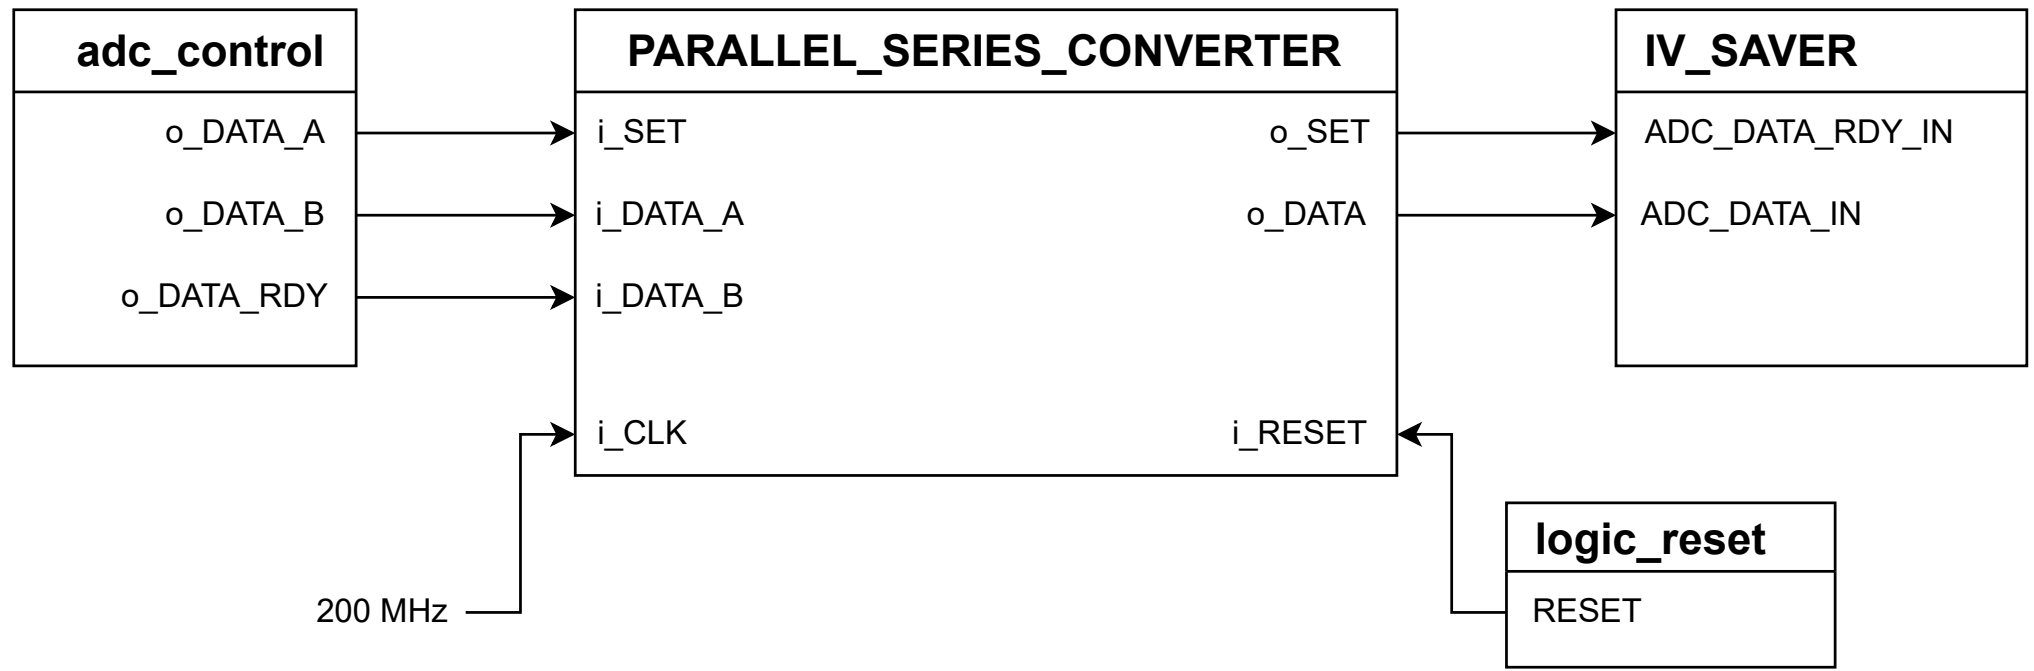 adc_control
o_DATA_A
o_DATA_B
o_DATA_RDY
PARALLEL_SERIES_CONVERTER
i_SET
i_DATA_A
i_DATA_B
i_CLK
o_SET
o_DATA
i_RESET
IV_SAVER
ADC_DATA_RDY_IN
ADC_DATA_IN
200 MHz
logic_reset
RESET